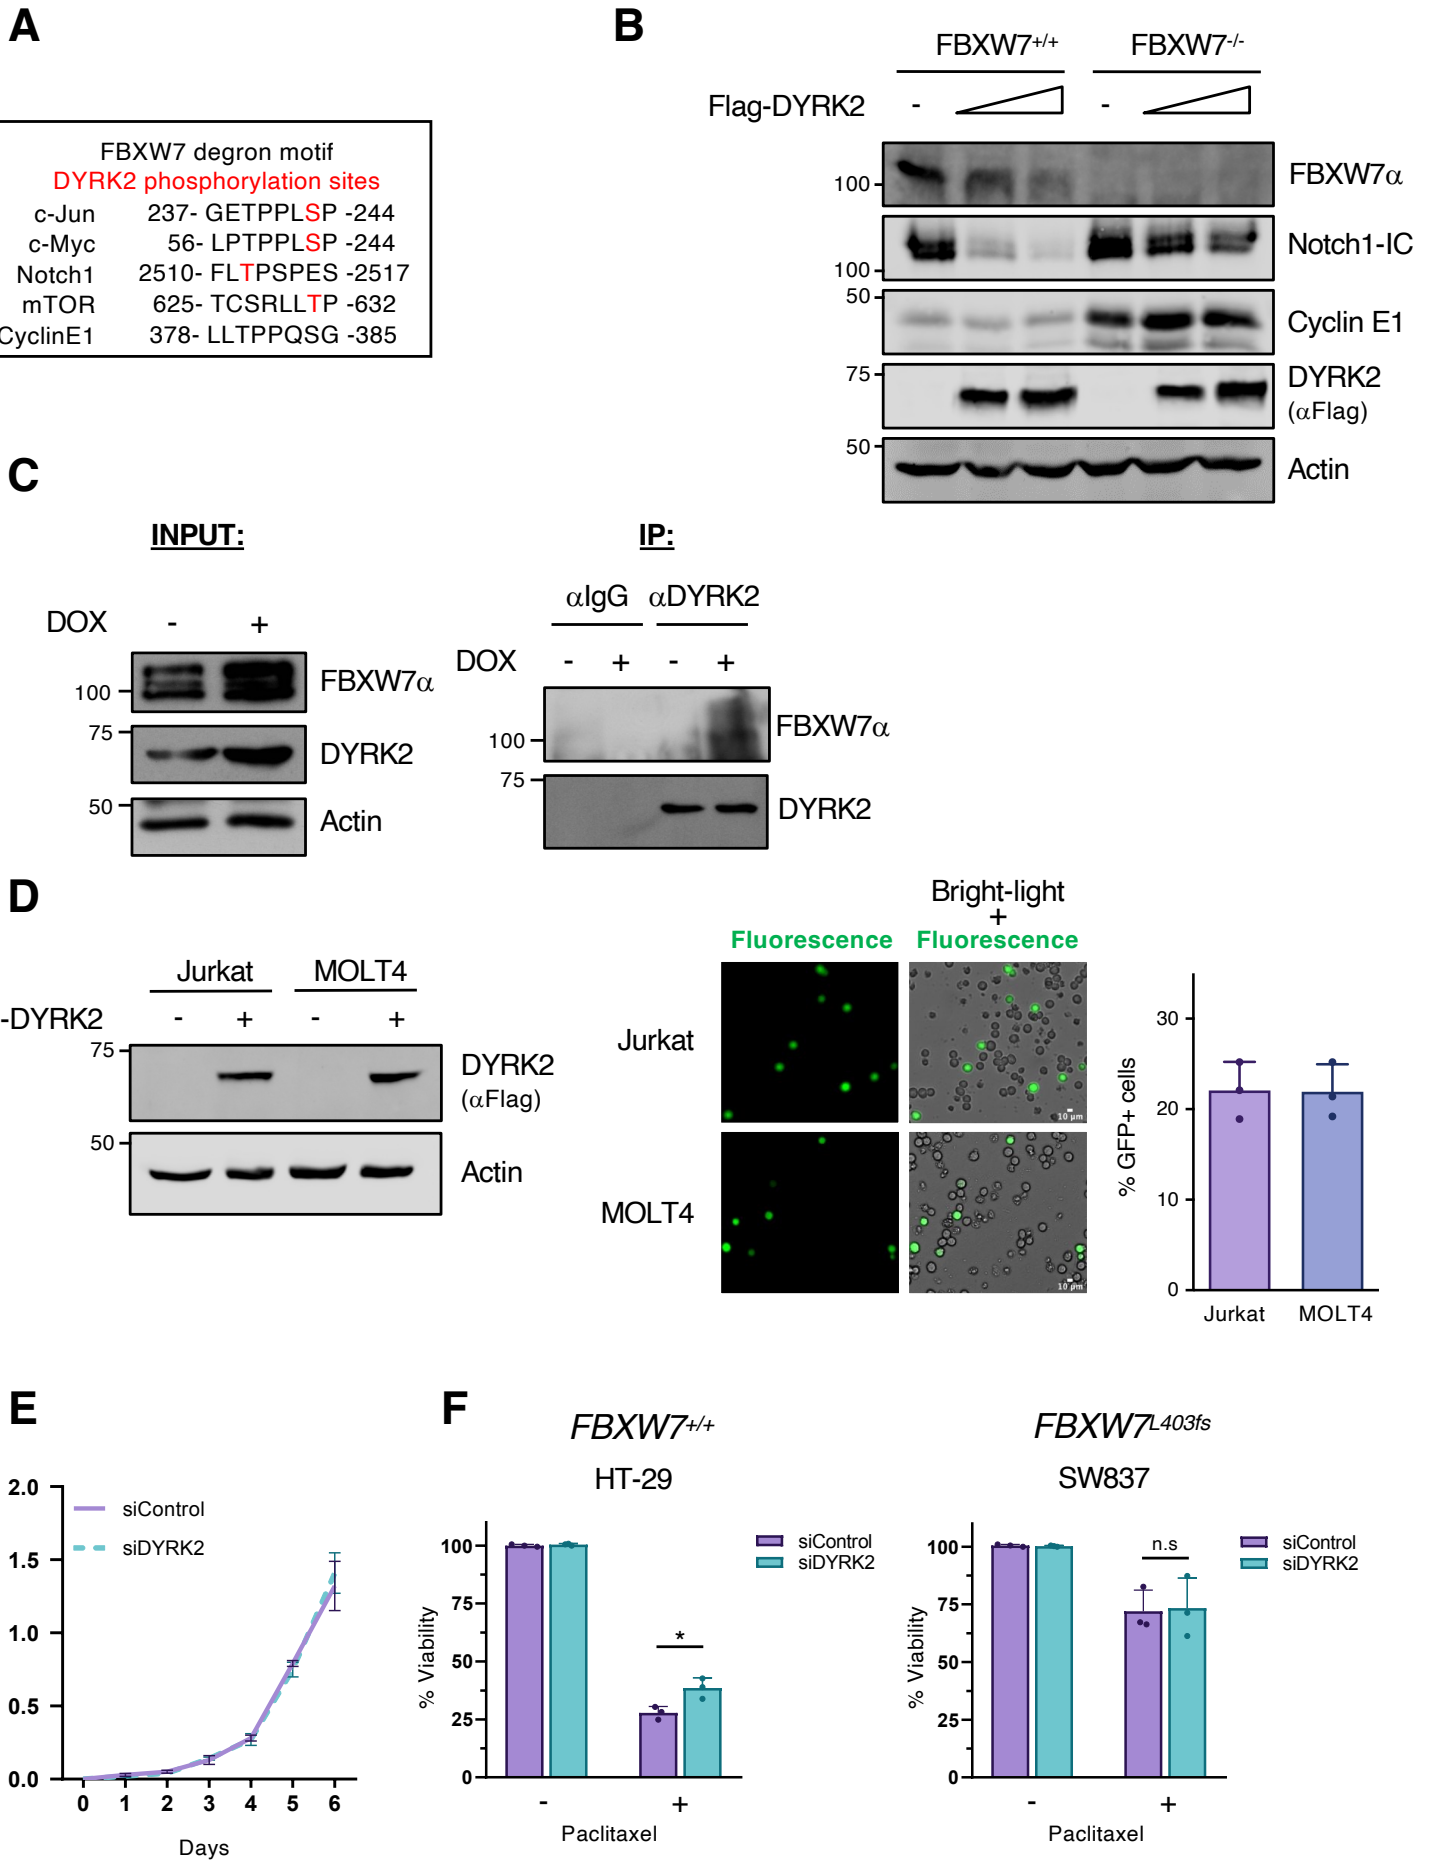 A
FBXW7 degron motif
DYRK2 phosphorylation sites
c-Jun 237- GETPPLSP -244
c-Myc 56- LPTPPLSP -244
Notch1 2510- FLTPSPES -2517
mTOR 625- TCSRLLTP -632
CyclinE1 378- LLTPPQSG -385
B
FBXW7+/+ FBXW7-/-
Flag-DYRK2 - -
100 FBXW7α
Notch1-IC
100
50
Cyclin E1
75 DYRK2
(αFlag)
50
Actin
C
INPUT:
DOX - +
100 FBXW7α
75
DYRK2
50
Actin
IP:
αIgG αDYRK2
DOX - + - +
100 FBXW7α
75
DYRK2
D
Jurkat MOLT4
-DYRK2 - + - +
75 DYRK2
(αFlag)
50
Actin
Bright-light
+
Fluorescence Fluorescence
Jurkat
10 µm
MOLT4
10 µm
% GFP+ cells
30
20
10
0
Jurkat MOLT4
E
2.0
1.5
1.0
0.5
0.0
siControl
siDYRK2
0 1 2 3 4 5 6
Days
F
FBXW7+/+
HT-29
% Viability
100
75
50
25
0
*
siControl
siDYRK2
- +
Paclitaxel
FBXW7L403fs
SW837
% Viability
100
75
50
25
0
n.s
siControl
siDYRK2
- +
Paclitaxel